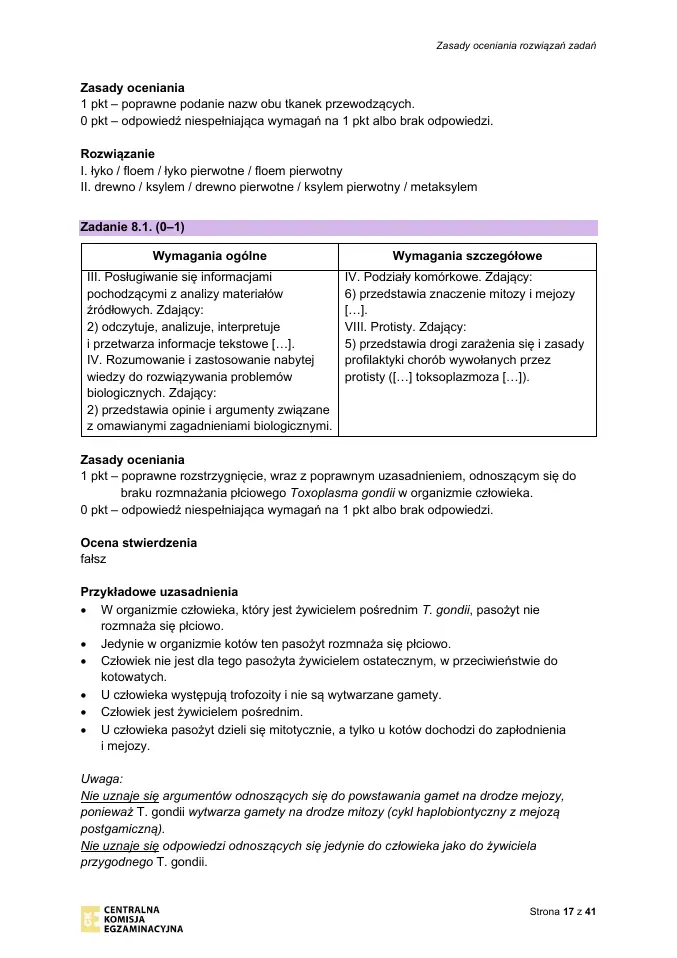 Zasady oceniania rozwiązań zadań
Zasady oceniania
1 pkt – poprawne podanie nazw obu tkanek przewodzących.
0 pkt – odpowiedź niespełniająca wymagań na 1 pkt albo brak odpowiedzi.
Rozwiązanie
I. łyko / floem / łyko pierwotne / floem pierwotny
II. drewno / ksylem / drewno pierwotne / ksylem pierwotny / metaksylem
Zadanie 8.1. (0–1)
Wymagania ogólne
III. Posługiwanie się informacjami
pochodzącymi z analizy materiałów
źródłowych. Zdający:
2) odczytuje, analizuje, interpretuje
i przetwarza informacje tekstowe […].
IV. Rozumowanie i zastosowanie nabytej
wiedzy do rozwiązywania problemów
biologicznych. Zdający:
2) przedstawia opinie i argumenty związane
z omawianymi zagadnieniami biologicznymi.
Wymagania szczegółowe
IV. Podziały komórkowe. Zdający:
6) przedstawia znaczenie mitozy i mejozy
[…].
VIII. Protisty. Zdający:
5) przedstawia drogi zarażenia się i zasady
profilaktyki chorób wywołanych przez
protisty ([…] toksoplazmoza […]).
Zasady oceniania
1 pkt – poprawne rozstrzygnięcie, wraz z poprawnym uzasadnieniem, odnoszącym się do
braku rozmnażania płciowego Toxoplasma gondii w organizmie człowieka.
0 pkt – odpowiedź niespełniająca wymagań na 1 pkt albo brak odpowiedzi.
Ocena stwierdzenia
fałsz
Przykładowe uzasadnienia
• W organizmie człowieka, który jest żywicielem pośrednim T. gondii, pasożyt nie
rozmnaża się płciowo.
• Jedynie w organizmie kotów ten pasożyt rozmnaża się płciowo.
• Człowiek nie jest dla tego pasożyta żywicielem ostatecznym, w przeciwieństwie do
kotowatych.
• U człowieka występują trofozoity i nie są wytwarzane gamety.
• Człowiek jest żywicielem pośrednim.
• U człowieka pasożyt dzieli się mitotycznie, a tylko u kotów dochodzi do zapłodnienia
i mejozy.
Uwaga:
Nie uznaje się argumentów odnoszących się do powstawania gamet na drodze mejozy,
ponieważ T. gondii wytwarza gamety na drodze mitozy (cykl haplobiontyczny z mejozą
postgamiczną).
Nie uznaje się odpowiedzi odnoszących się jedynie do człowieka jako do żywiciela
przygodnego T. gondii.
CKE
CENTRALNA
KOMISJA
EGZAMINACYJNA
Strona 17 z 41